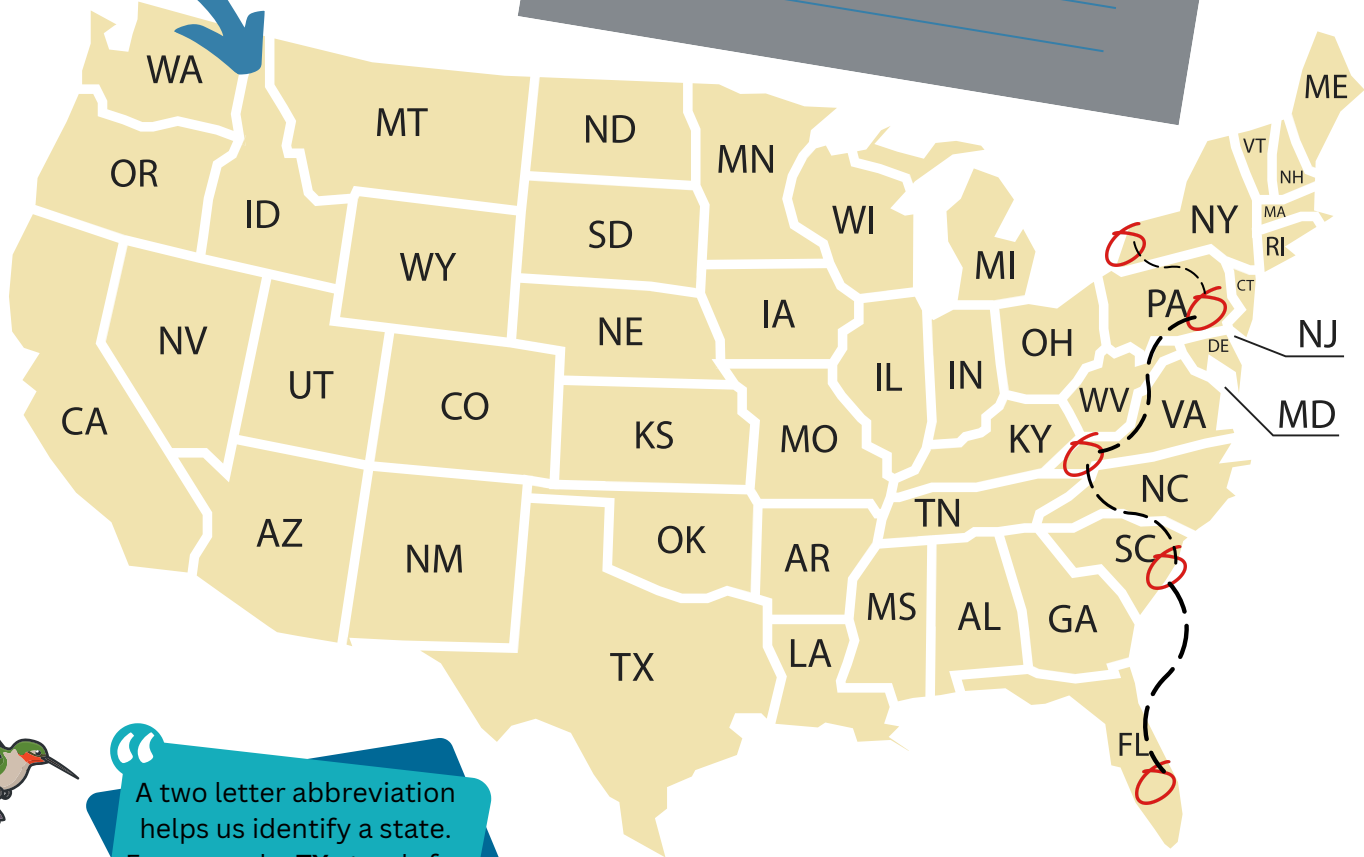 WA
MT
ND
MN
ME
VT
NH
OR
ID
SD
WI
NY
MA
RI
WY
MI
CT
NV
NE
IA
PA
NJ
UT
CO
IL
IN
OH
DE
CA
KS
MO
KY
WV
VA
MD
AZ
NM
OK
AR
TN
NC
SC
TX
LA
MS
AL
GA
FL
“
A two letter abbreviation
helps us identify a state.